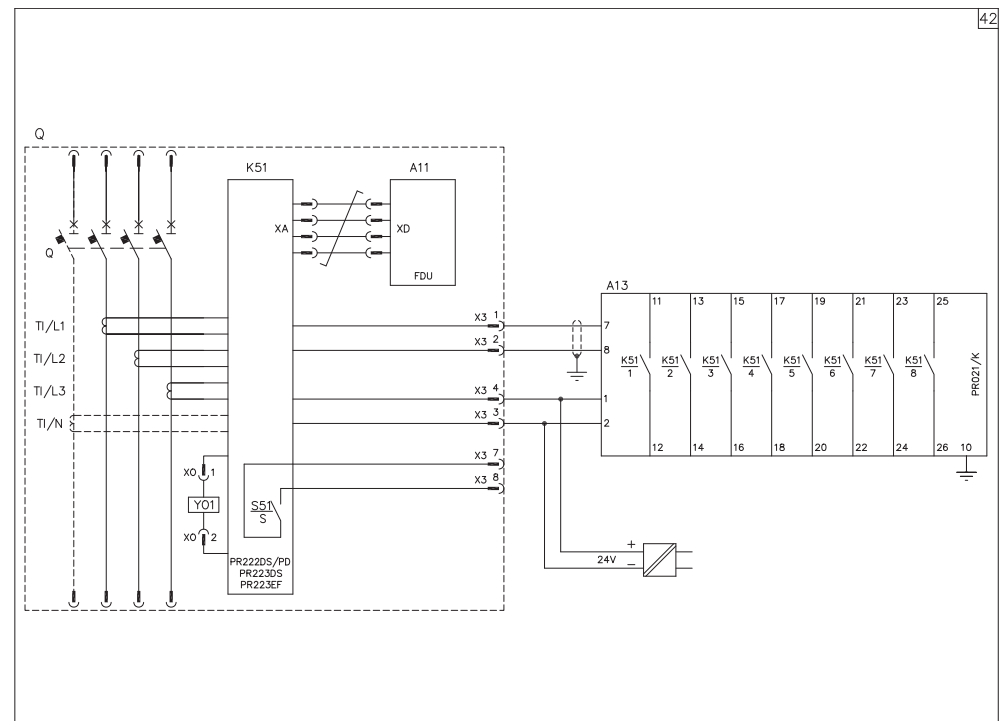 42
Q
K51
A11
XA
XD
FDU
Q
A13
11 13 15 17 19 21 23 25
TI/L1
X3 1
7
TI/L2
X3 2
8
K51 K51 K51 K51 K51 K51 K51 K51
1 2 3 4 5 6 7 8
PR021/K
TI/L3
X3 4
1
TI/N
X3 3
2
12 14 16 18 20 22 24 26 10
X3 7
X0 1
X3 8
Y01
S51
S
X0 2
PR222DS/PD
PR223DS
PR223EF
+
24V
−